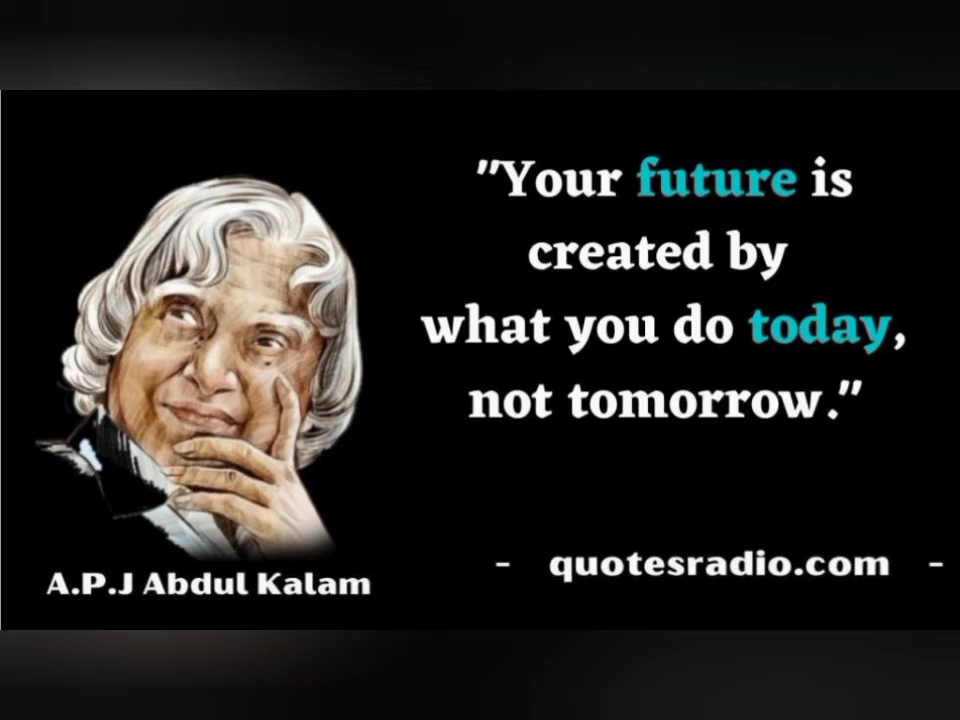 "Your future is
created by
what you do today,
not tomorrow."
- quotesradio.com -
A.P.J Abdul Kalam